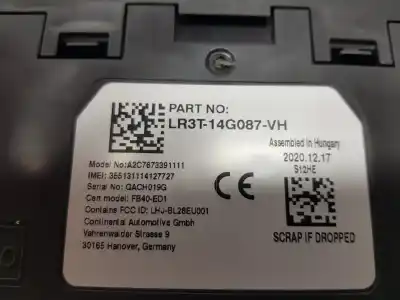 PART NO:
LR3T-14G087-VH
Assembled in Hungary
2020.12.17
S12HE
Model No:A2C7673391111
IMEI: 355131114127727
Serial No: QACH019G
Cert model: FB40-ED1
Contains FCC ID: LHJ-BL28EU001
Continental Automotive Gmbh
Vahrenwalder Strasse 9
30165 Hanover, Germany
CE
SCRAP IF DROPPED